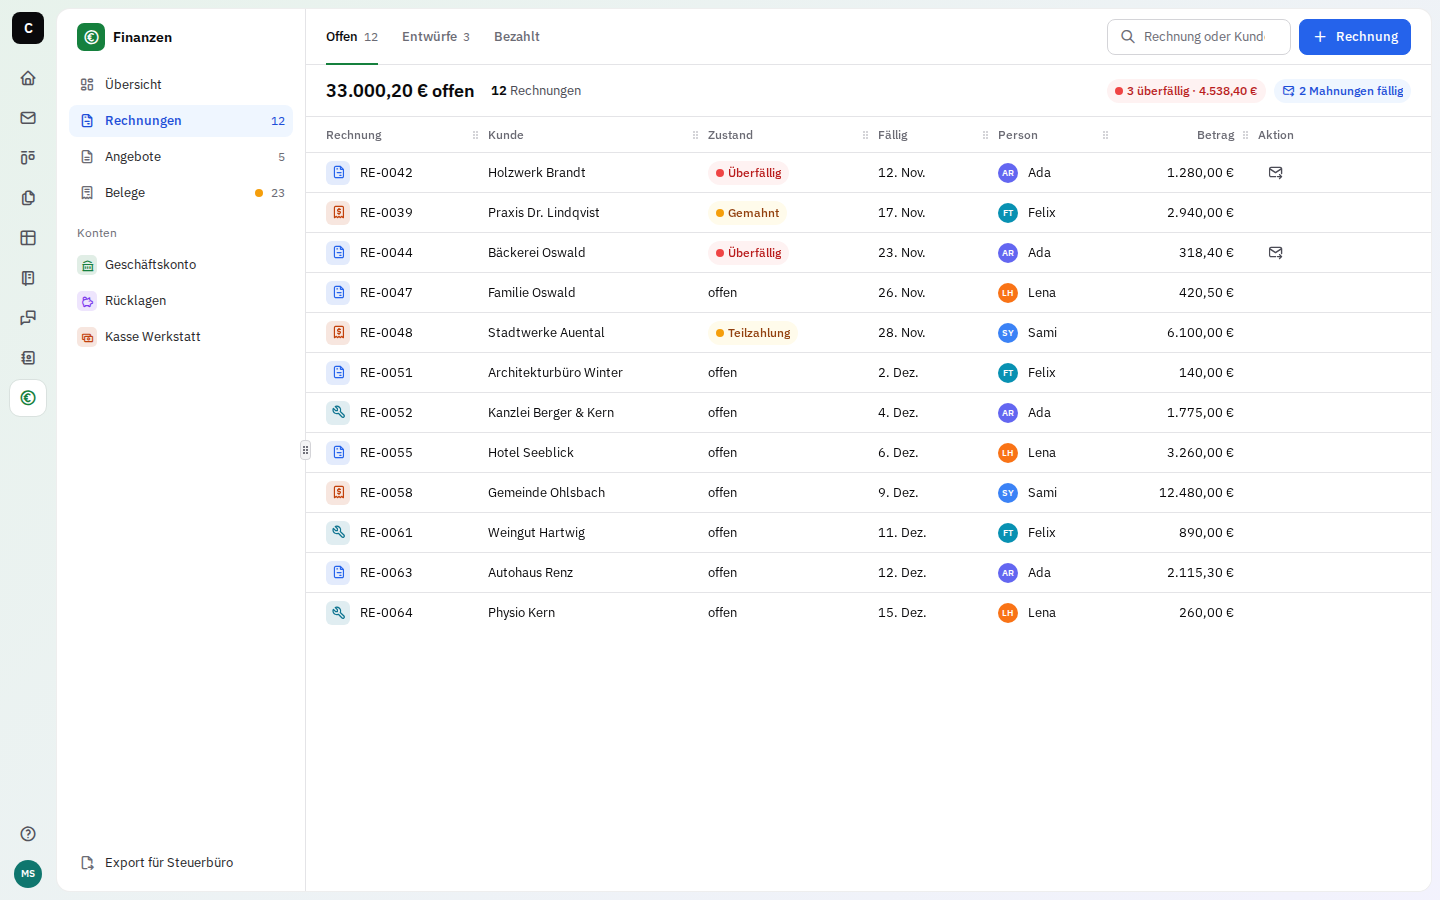 C
Finanzen
Offen 12
Entwürfe 3
Bezahlt
Rechnung oder Kund
Rechnung
Übersicht
Rechnungen 12
Angebote 5
Belege 23
Konten
Geschäftskonto
Rücklagen
Kasse Werkstatt
Export für Steuerbüro
MS
33.000,20 € offen 12 Rechnungen
3 überfällig · 4.538,40 €
2 Mahnungen fällig
Rechnung Kunde Zustand Fällig Person Betrag Aktion
RE-0042 Holzwerk Brandt Überfällig 12. Nov. AR Ada 1.280,00 €
RE-0039 Praxis Dr. Lindqvist Gemahnt 17. Nov. FT Felix 2.940,00 €
RE-0044 Bäckerei Oswald Überfällig 23. Nov. AR Ada 318,40 €
RE-0047 Familie Oswald offen 26. Nov. LH Lena 420,50 €
RE-0048 Stadtwerke Auental Teilzahlung 28. Nov. SY Sami 6.100,00 €
RE-0051 Architekturbüro Winter offen 2. Dez. FT Felix 140,00 €
RE-0052 Kanzlei Berger & Kern offen 4. Dez. AR Ada 1.775,00 €
RE-0055 Hotel Seeblick offen 6. Dez. LH Lena 3.260,00 €
RE-0058 Gemeinde Ohlsbach offen 9. Dez. SY Sami 12.480,00 €
RE-0061 Weingut Hartwig offen 11. Dez. FT Felix 890,00 €
RE-0063 Autohaus Renz offen 12. Dez. AR Ada 2.115,30 €
RE-0064 Physio Kern offen 15. Dez. LH Lena 260,00 €